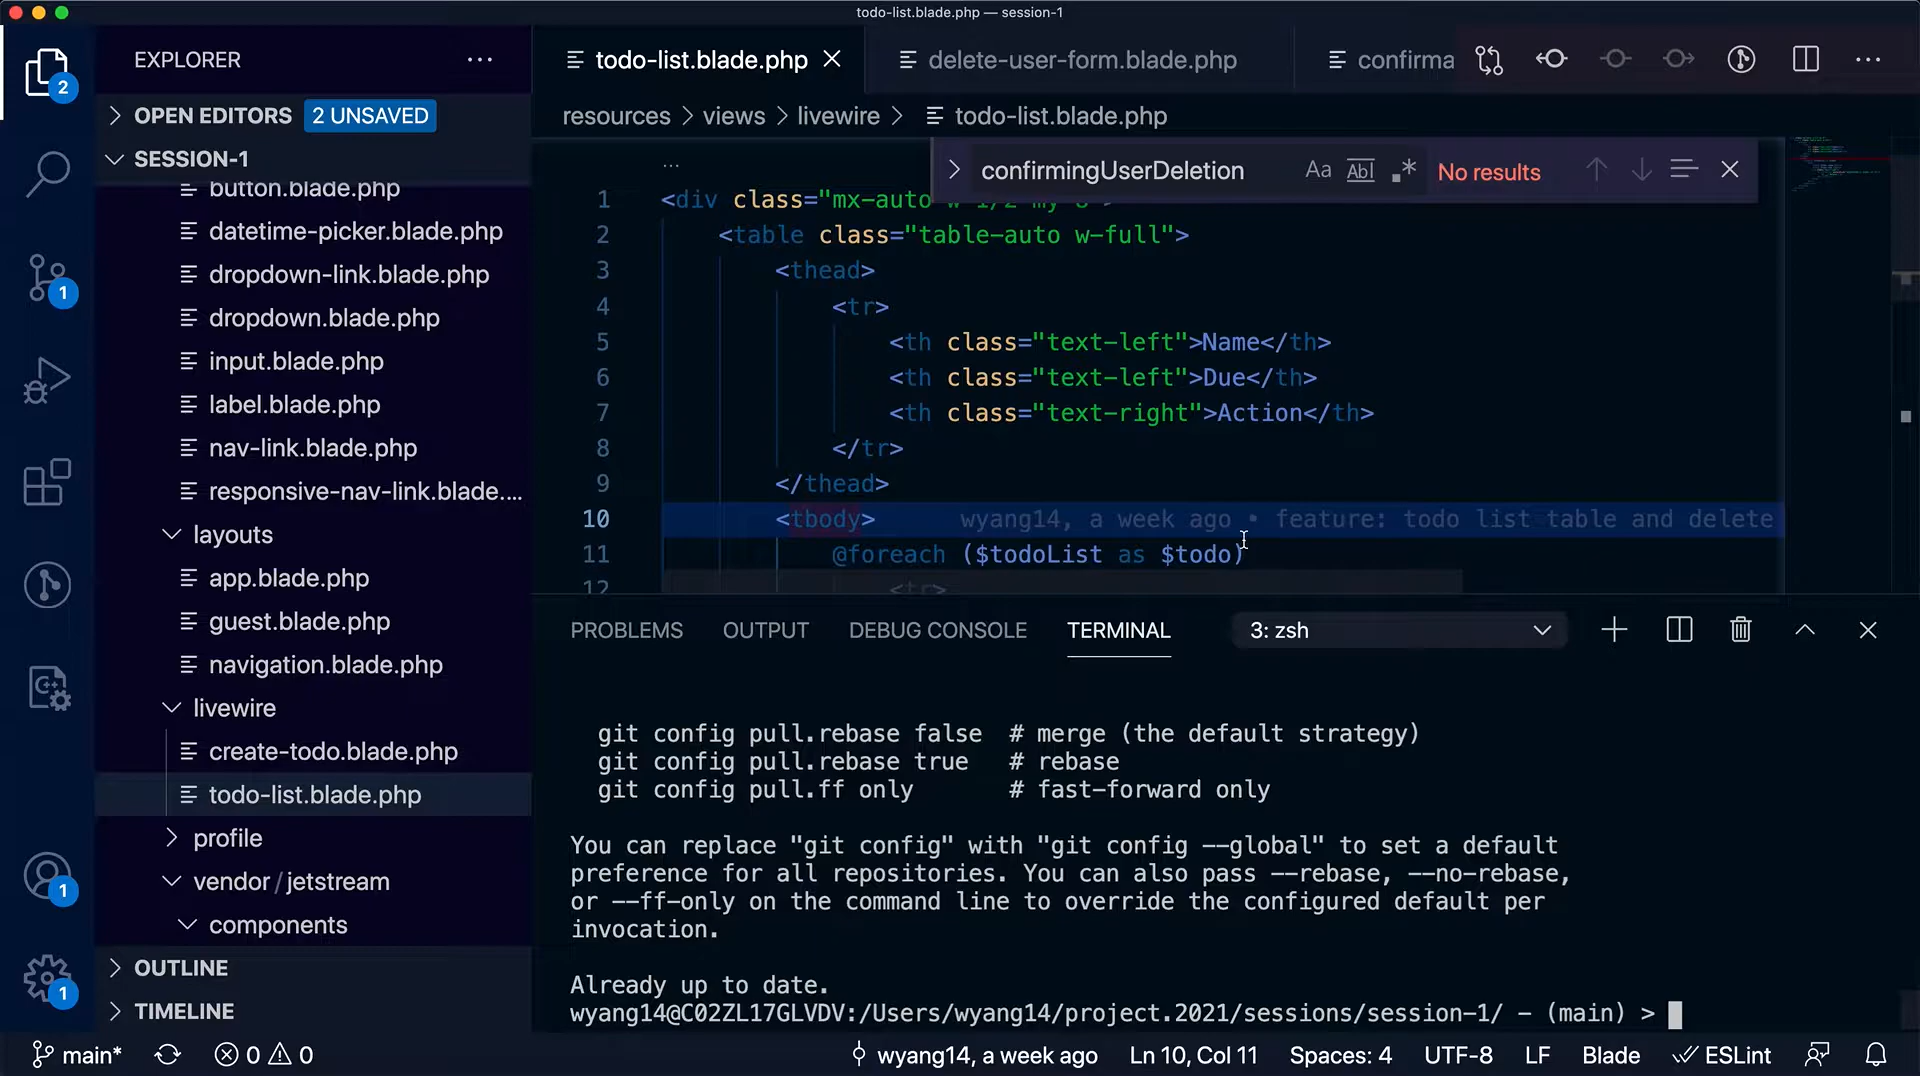 todo-list.blade.php — session-1
EXPLORER
OPEN EDITORS 2 UNSAVED
SESSION-1
button.blade.php
datetime-picker.blade.php
dropdown-link.blade.php
dropdown.blade.php
input.blade.php
label.blade.php
nav-link.blade.php
responsive-nav-link.blade....
layouts
app.blade.php
guest.blade.php
navigation.blade.php
livewire
create-todo.blade.php
todo-list.blade.php
profile
vendor / jetstream
components
OUTLINE
TIMELINE
2
1
1
1
todo-list.blade.php
delete-user-form.blade.php
confirma
resources > views > livewire > todo-list.blade.php
confirmingUserDeletion Aa Abl .* No results
...
1 <div class="mx-auto w-1/2 my-8">
2 <table class="table-auto w-full">
3 <thead>
4 <tr>
5 <th class="text-left">Name</th>
6 <th class="text-left">Due</th>
7 <th class="text-right">Action</th>
8 </tr>
9 </thead>
10 <tbody> wyang14, a week ago • feature: todo list table and delete
11 @foreach ($todoList as $todo)
12 <tr>
PROBLEMS OUTPUT DEBUG CONSOLE TERMINAL 3: zsh
git config pull.rebase false # merge (the default strategy)
git config pull.rebase true # rebase
git config pull.ff only # fast-forward only
You can replace "git config" with "git config --global" to set a default
preference for all repositories. You can also pass --rebase, --no-rebase,
or --ff-only on the command line to override the configured default per
invocation.
Already up to date.
wyang14@C02ZL17GLVDV:/Users/wyang14/project.2021/sessions/session-1/ - (main) >
main* 0 0 wyang14, a week ago Ln 10, Col 11 Spaces: 4 UTF-8 LF Blade ESLint